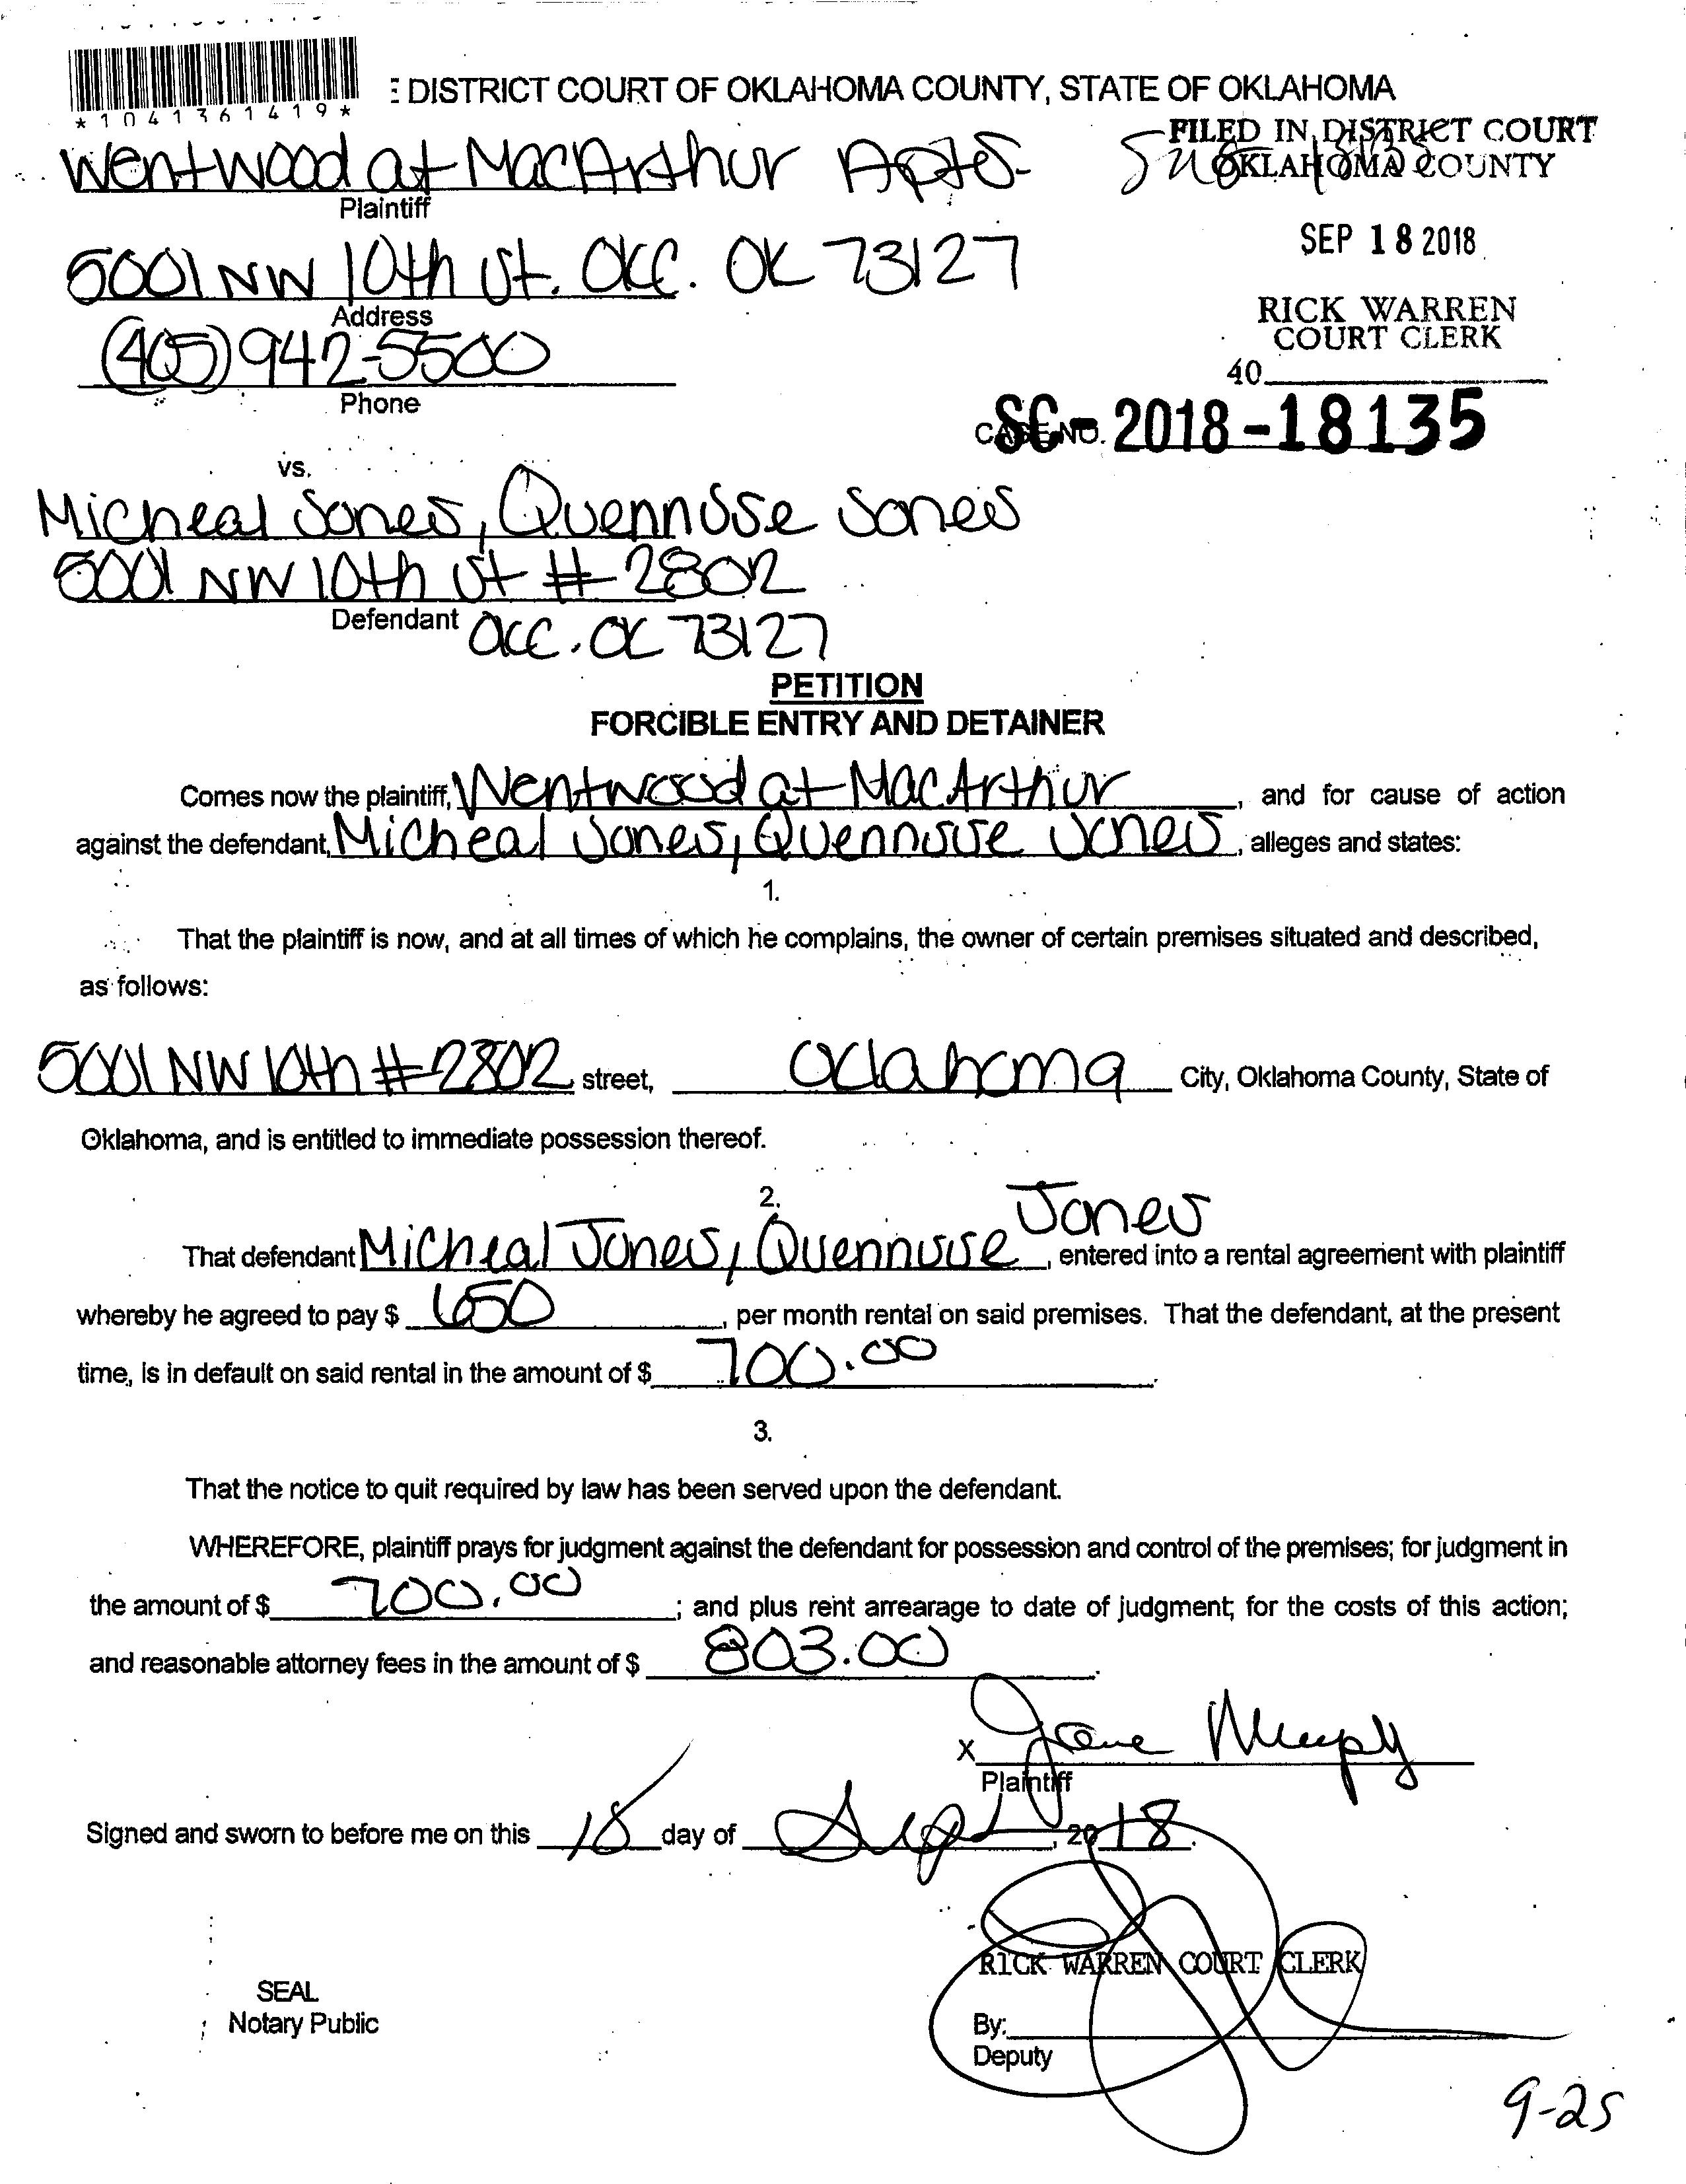 *1041361419*
DISTRICT COURT OF OKLAHOMA COUNTY, STATE OF OKLAHOMA
FILED IN DISTRICT COURT
OKLAHOMA COUNTY
Wentwood at MacArthur Apts.
Plaintiff
SEP 18 2018
5001 NW 10th St. OKC. OK 73127
Address
RICK WARREN
COURT CLERK
(405) 942-5500
40
Phone
CASE NO. SC-2018-18135
vs.
Micheal Jones, Quennuse Jones
5001 NW 10th St # 2802
Defendant
OKC. OK 73127
PETITION
FORCIBLE ENTRY AND DETAINER
Comes now the plaintiff, Wentwood at MacArthur, and for cause of action
against the defendant, Micheal Jones, Quennuse Jones, alleges and states:
1.
That the plaintiff is now, and at all times of which he complains, the owner of certain premises situated and described,
as follows:
5001 NW 10th # 2802 street, Oklahoma City, Oklahoma County, State of
Oklahoma, and is entitled to immediate possession thereof.
2.
That defendant Micheal Jones, Quennuse Jones, entered into a rental agreement with plaintiff
whereby he agreed to pay $ 650, per month rental on said premises. That the defendant, at the present
time, is in default on said rental in the amount of $ 700.00.
3.
That the notice to quit required by law has been served upon the defendant.
WHEREFORE, plaintiff prays for judgment against the defendant for possession and control of the premises; for judgment in
the amount of $ 700.00; and plus rent arrearage to date of judgment; for the costs of this action;
and reasonable attorney fees in the amount of $ 803.00.
X
Plaintiff
Signed and sworn to before me on this 18 day of Sept, 2018.
RICK WARREN COURT CLERK
SEAL
Notary Public
By:
Deputy
9-25